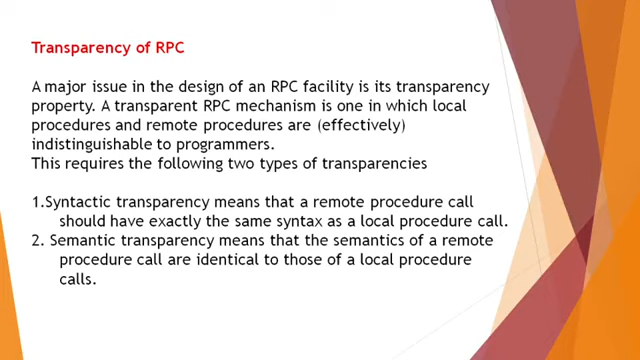 Transparency of RPC
A major issue in the design of an RPC facility is its transparency
property. A transparent RPC mechanism is one in which local
procedures and remote procedures are (effectively)
indistinguishable to programmers.
This requires the following two types of transparencies
1.Syntactic transparency means that a remote procedure call
should have exactly the same syntax as a local procedure call.
2. Semantic transparency means that the semantics of a remote
procedure call are identical to those of a local procedure
calls.